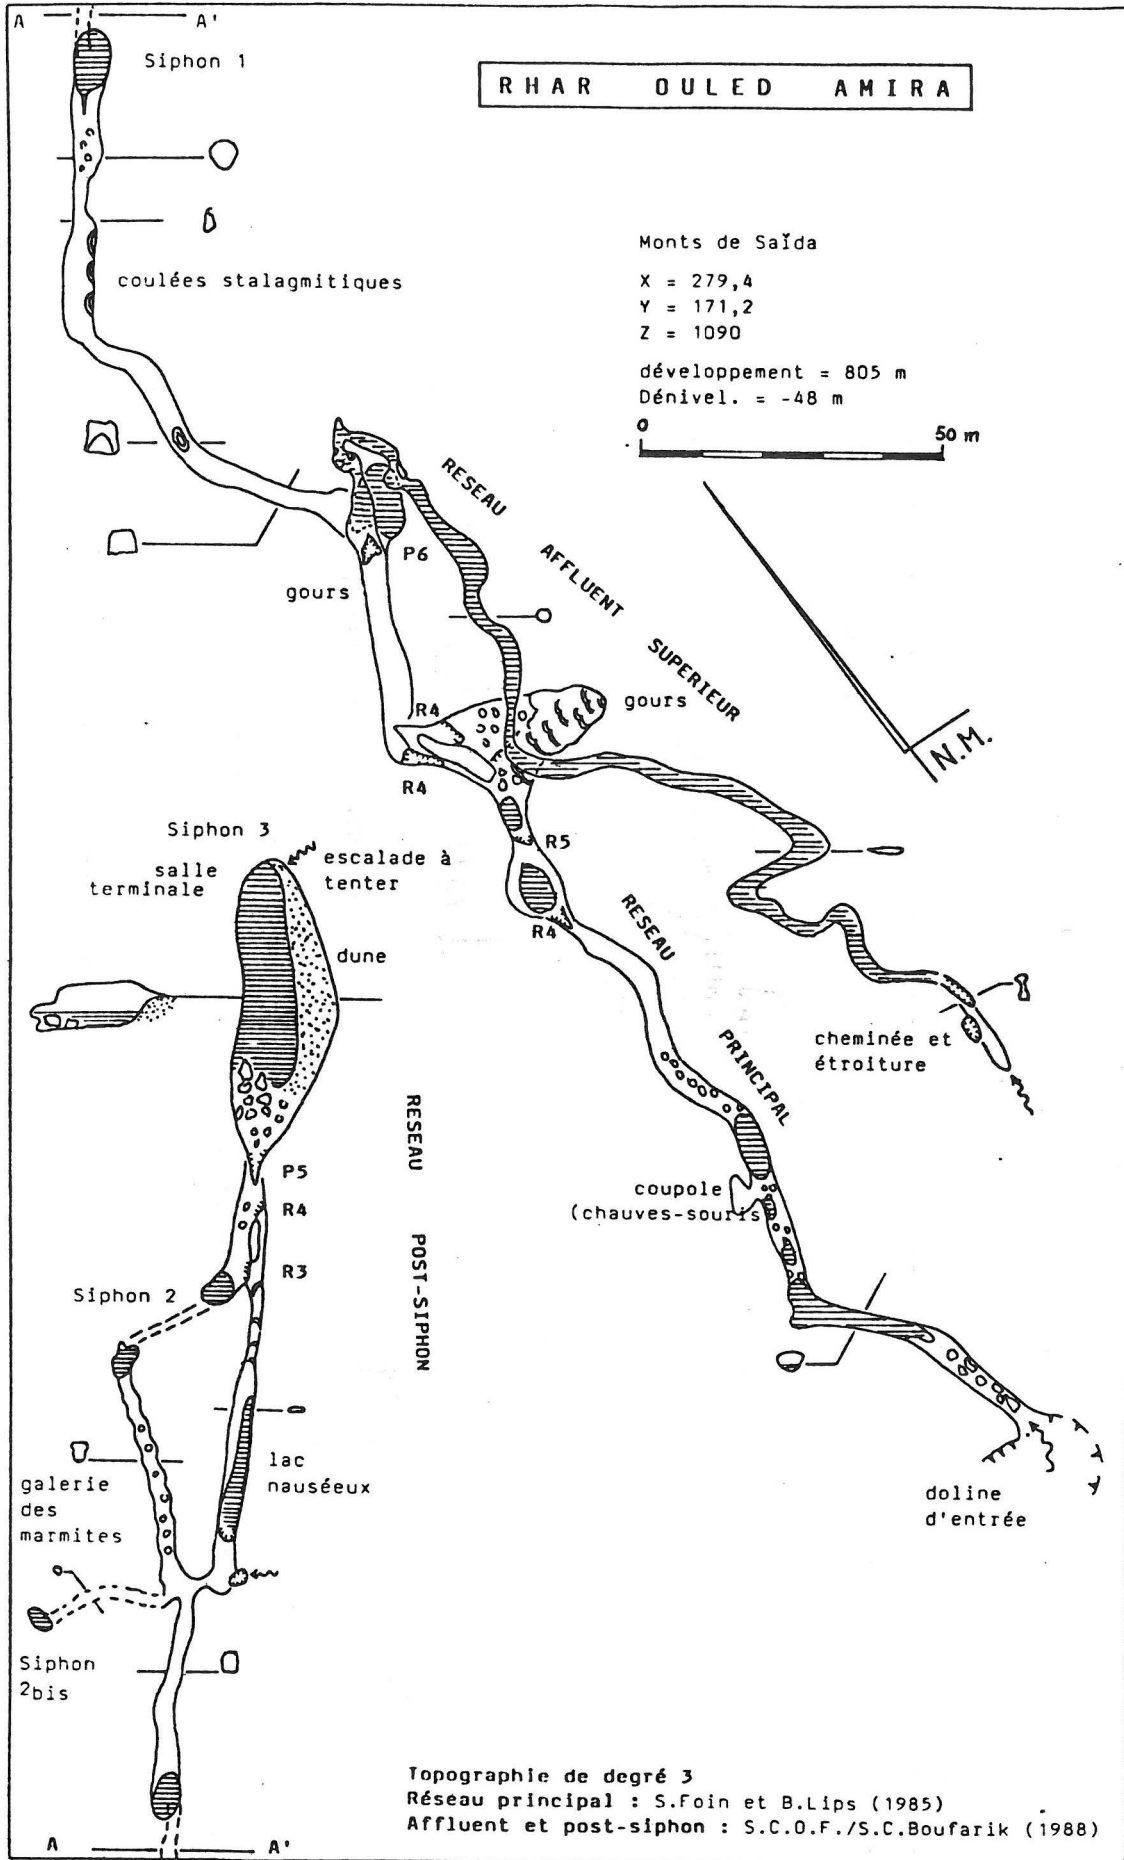 A A'
Siphon 1
RHAR OULED AMIRA
coulées stalagmitiques
Monts de Saïda
X = 279,4
Y = 171,2
Z = 1090
développement = 805 m
Dénivel. = -48 m
0 50 m
RESEAU AFFLUENT SUPERIEUR
P6
gours
N.M.
gours
R4
R4
R5
R4
RESEAU PRINCIPAL
Siphon 3
salle
terminale
escalade à
tenter
dune
cheminée et
étroiture
P5
R4
R3
RESEAU POST-SIPHON
coupole
(chauves-souris
Siphon 2
lac
nauséeux
galerie
des
marmites
doline
d'entrée
Siphon
2bis
Topographie de degré 3
Réseau principal : S.Foin et B.Lips (1985)
Affluent et post-siphon : S.C.O.F./S.C.Boufarik (1988)
A A'